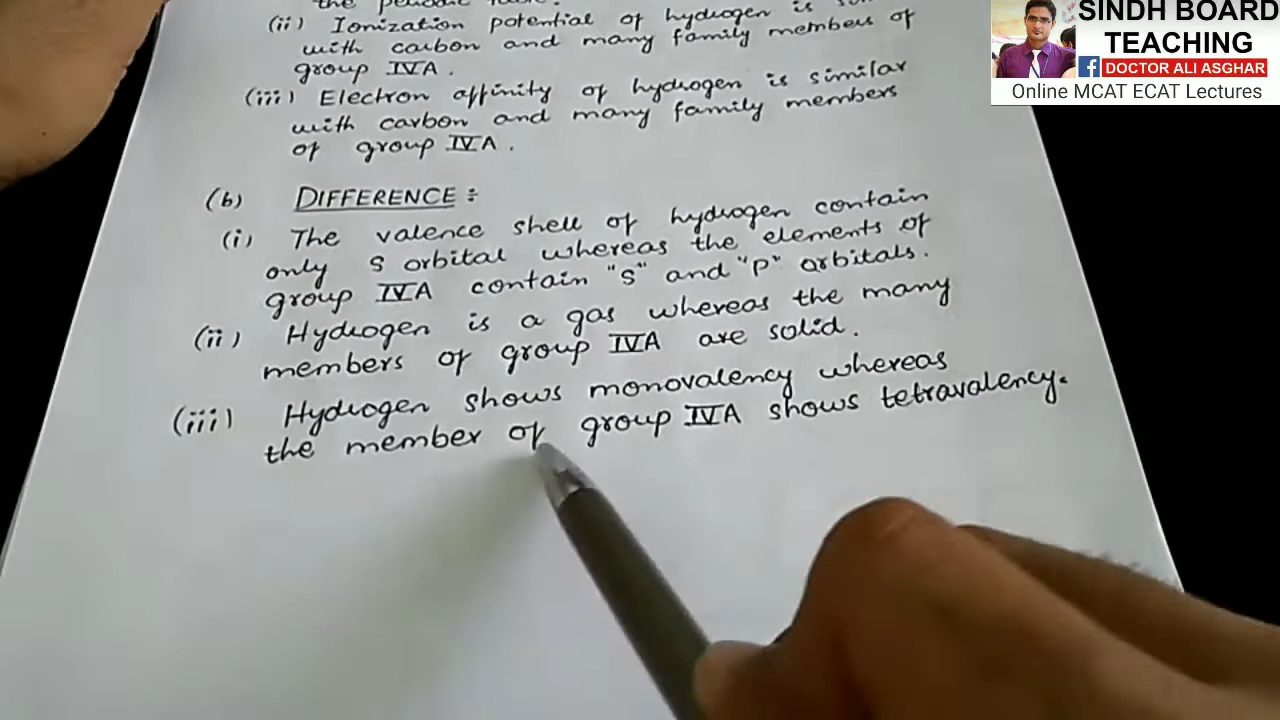 the periodic table.
(ii) Ionization potential of hydrogen is
with carbon and many family members of
group IVA.
(iii) Electron affinity of hydrogen is similar
with carbon and many family members
of group IVA.
(b) DIFFERENCE:
(i) The valence shell of hydrogen contain
only S orbital whereas the elements of
group IVA contain "S" and "P" orbitals.
(ii) Hydrogen is a gas whereas the many
members of group IVA are solid.
(iii) Hydrogen shows monovalency whereas
the member of group IVA shows tetravalency.
SINDH BOARD
TEACHING
f DOCTOR ALI ASGHAR
Online MCAT ECAT Lectures